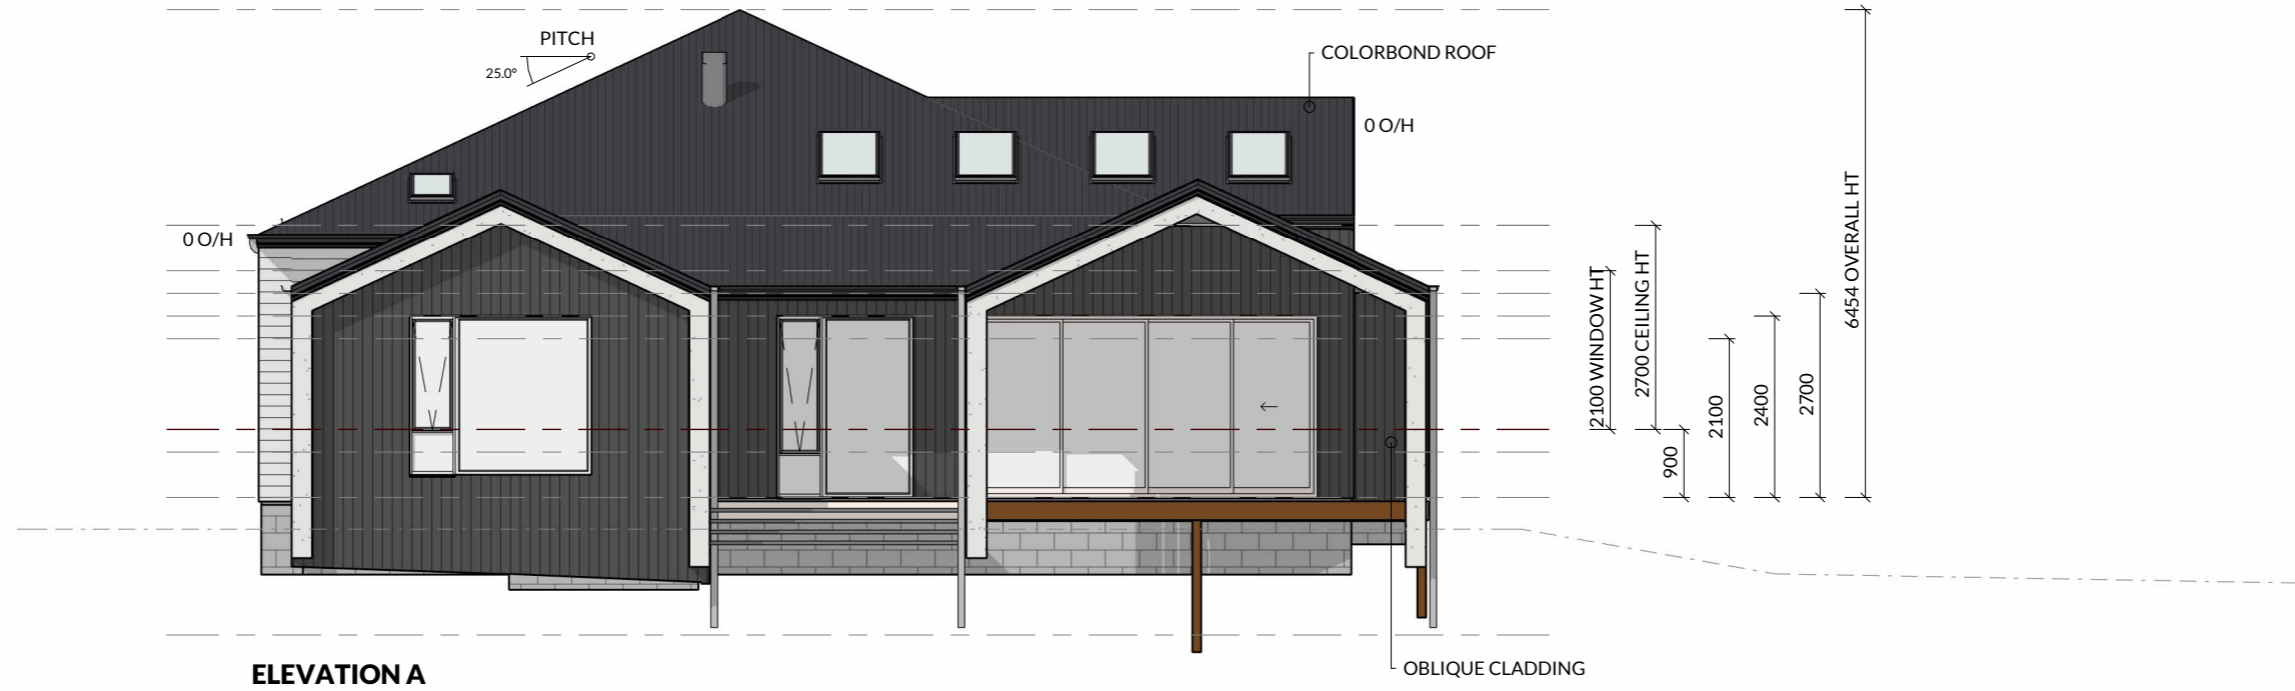 PITCH
25.0°
COLORBOND ROOF
0 O/H
0 O/H
2100 WINDOW HT
2700 CEILING HT
900
2100
2400
2700
6454 OVERALL HT
ELEVATION A
OBLIQUE CLADDING